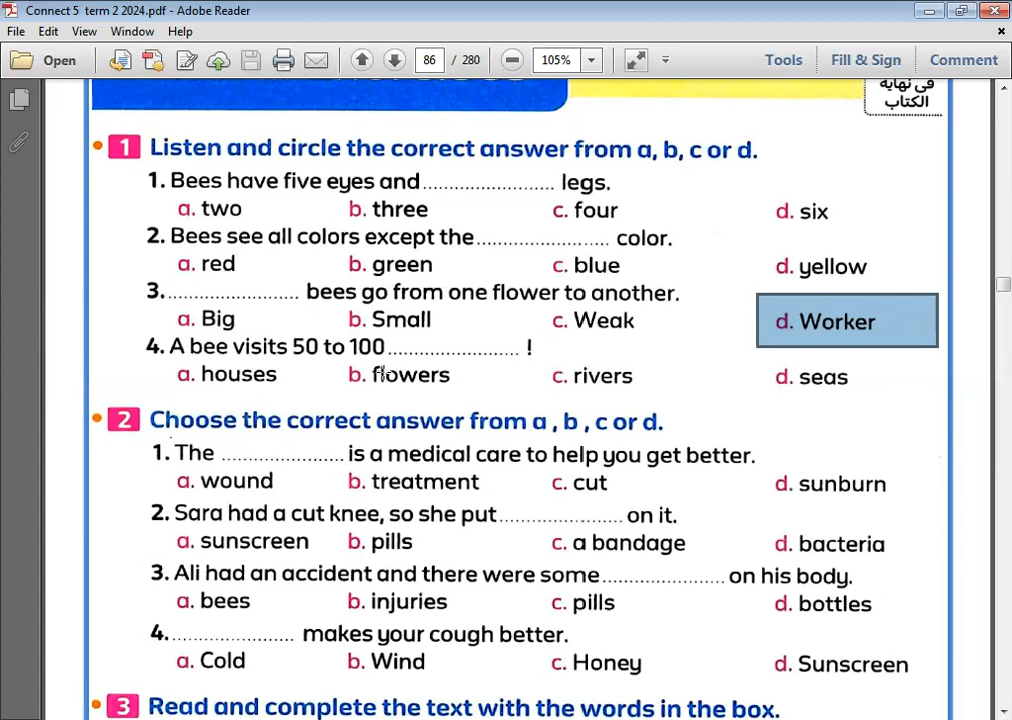 Connect 5 term 2 2024.pdf - Adobe Reader
File Edit View Window Help
Open 86 / 280 105% Tools Fill & Sign Comment
فى نهاية
الكتاب
1 Listen and circle the correct answer from a, b, c or d.
1. Bees have five eyes and........................ legs.
a. two b. three c. four d. six
2. Bees see all colors except the........................ color.
a. red b. green c. blue d. yellow
3. ........................ bees go from one flower to another.
a. Big b. Small c. Weak d. Worker
4. A bee visits 50 to 100........................ !
a. houses b. flowers c. rivers d. seas
2 Choose the correct answer from a , b , c or d.
1. The ...................... is a medical care to help you get better.
a. wound b. treatment c. cut d. sunburn
2. Sara had a cut knee, so she put...................... on it.
a. sunscreen b. pills c. a bandage d. bacteria
3. Ali had an accident and there were some...................... on his body.
a. bees b. injuries c. pills d. bottles
4. ...................... makes your cough better.
a. Cold b. Wind c. Honey d. Sunscreen
3 Read and complete the text with the words in the box.